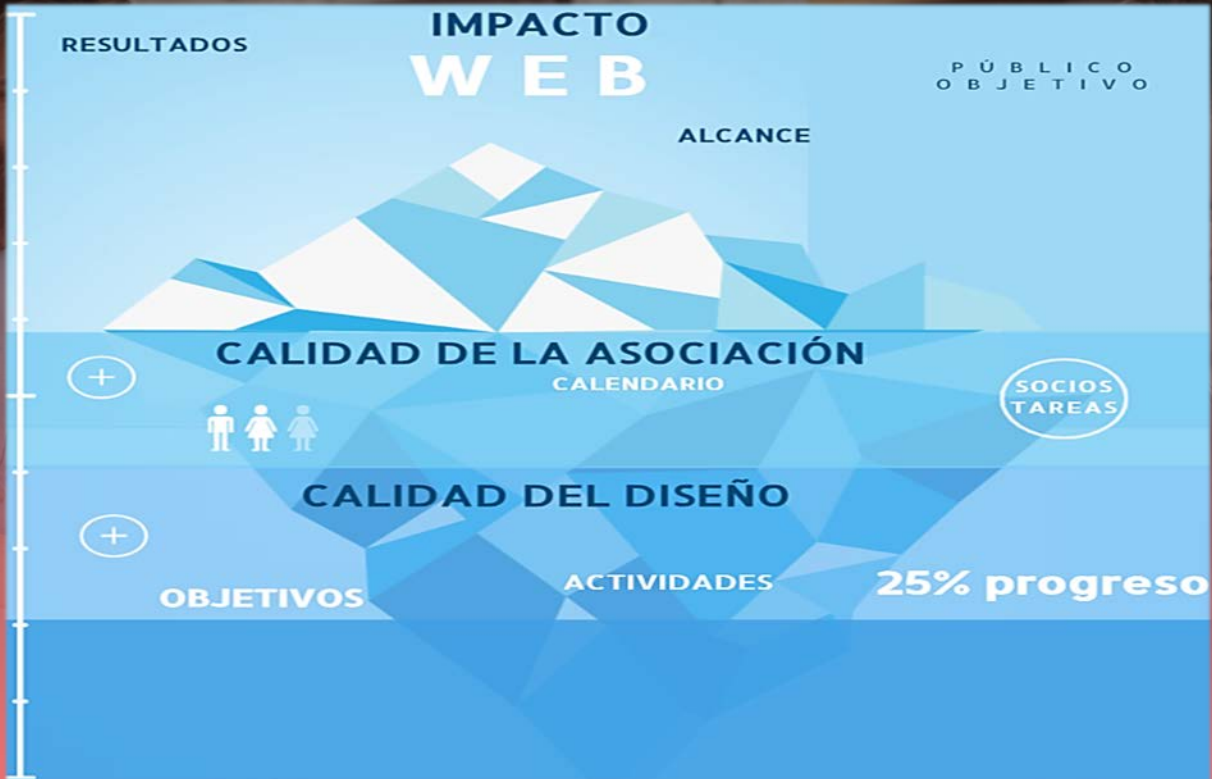 IMPACTO
RESULTADOS
WEB
PÚBLICO
OBJETIVO
ALCANCE
CALIDAD DE LA ASOCIACIÓN
CALENDARIO
SOCIOS
TAREAS
CALIDAD DEL DISEÑO
OBJETIVOS
ACTIVIDADES
25% progreso